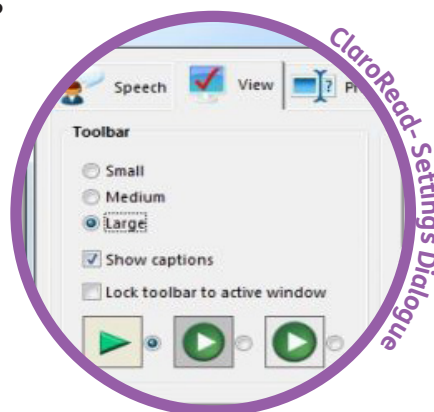 ClaroRead- Settings Dialogue
Speech View
Toolbar
Small
Medium
Large
Show captions
Lock toolbar to active window